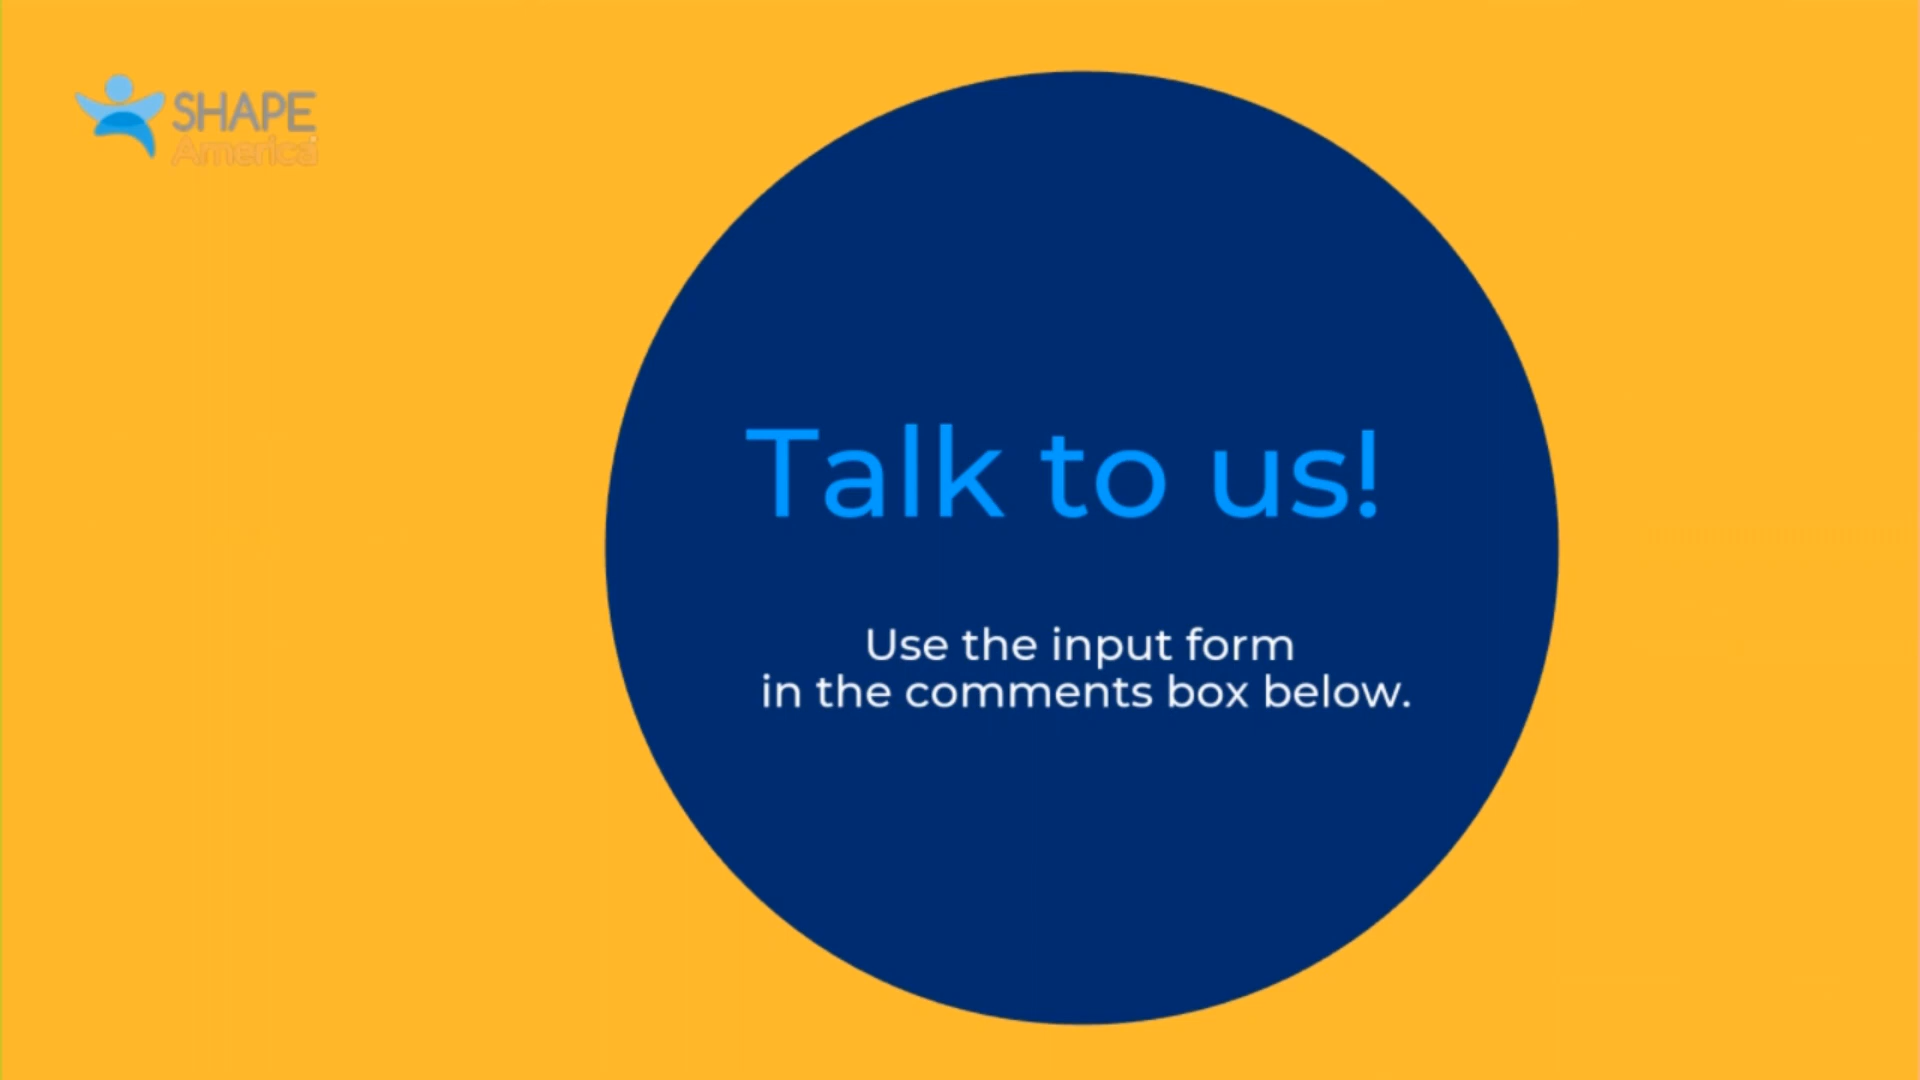 SHAPE
America
Talk to us!
Use the input form
in the comments box below.